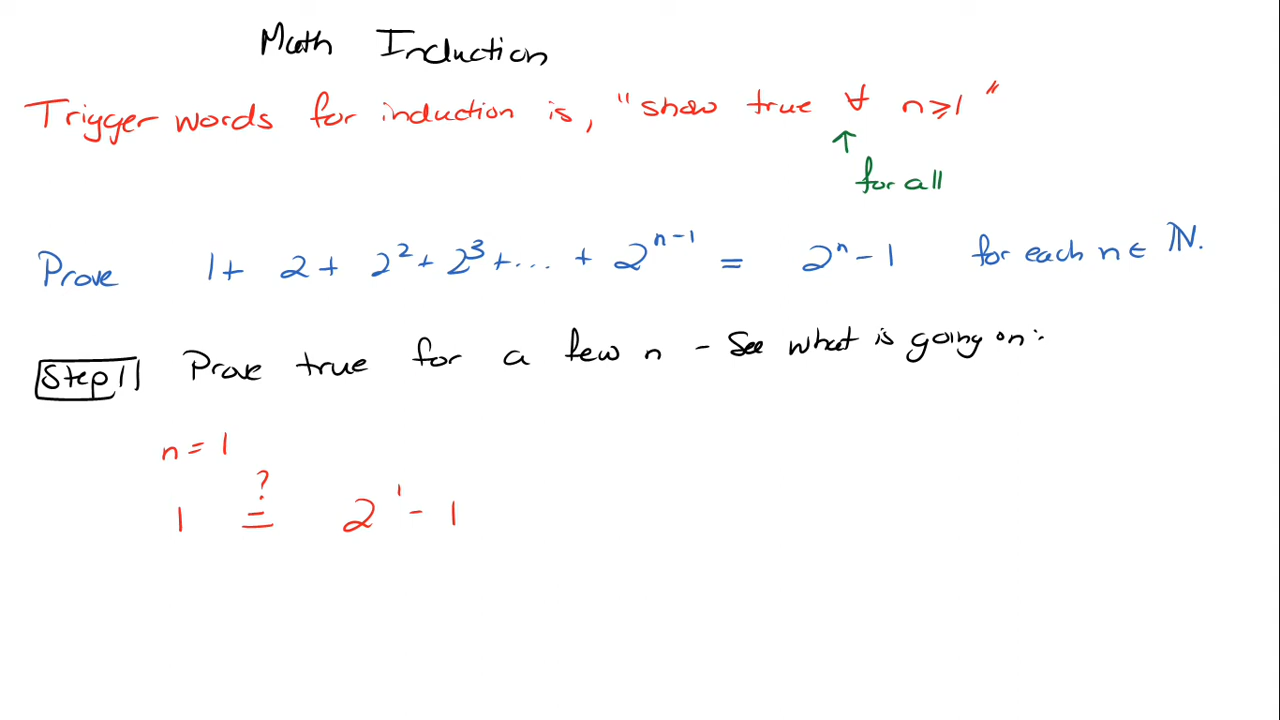 Math Induction
Trigger words for induction is, "show true ∀ n≥1"
↑
for all
Prove 1 + 2 + 2² + 2³ + ... + 2ⁿ⁻¹ = 2ⁿ - 1 for each n ∈ ℕ.
Step 1 Prove true for a few n - See what is going on:
n = 1
?
1 = 2¹ - 1